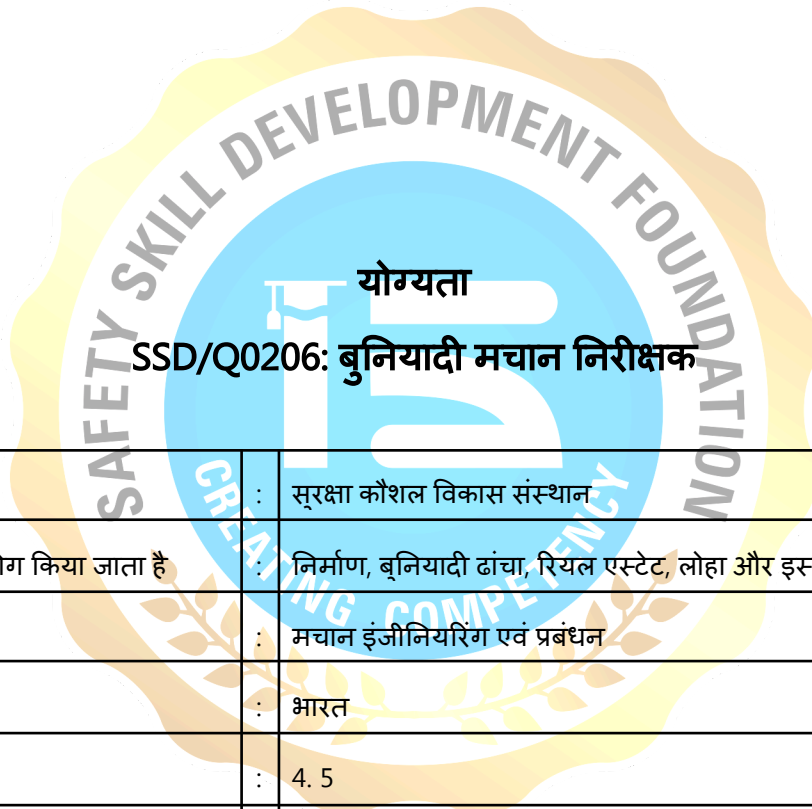 SAFETY SKILL DEVELOPMENT FOUNDATION
योग्यता
SSD/Q0206: बुनियादी मचान निरीक्षक
: सुरक्षा कौशल विकास संस्थान
किया जाता है : निर्माण, बुनियादी ढांचा, रियल एस्टेट, लोहा और
: मचान इंजीनियरिंग एवं प्रबंधन
: भारत
: 4. 5
CREATING COMPETENCY